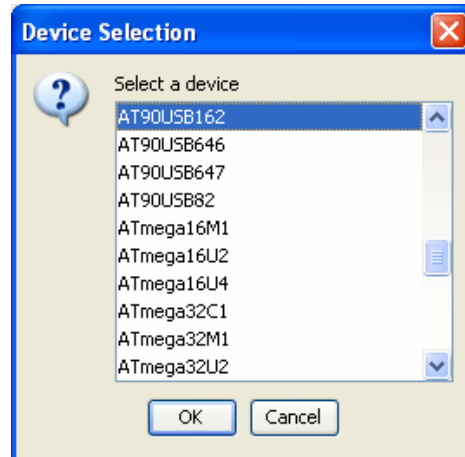 Device Selection
?
Select a device
AT90USB162
AT90USB646
AT90USB647
AT90USB82
ATmega16M1
ATmega16U2
ATmega16U4
ATmega32C1
ATmega32M1
ATmega32U2
OK
Cancel